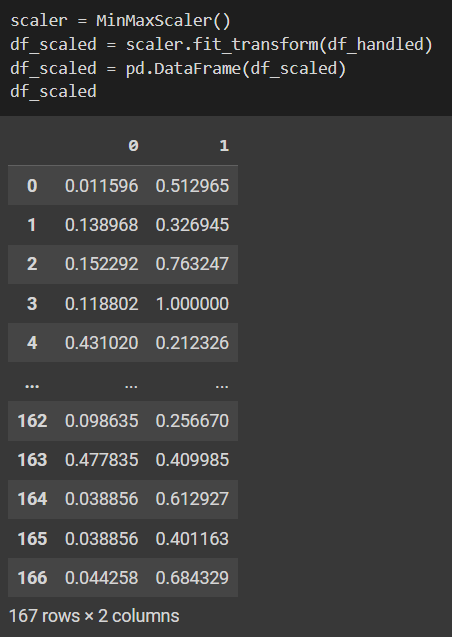 scaler = MinMaxScaler()
df_scaled = scaler.fit_transform(df_handled)
df_scaled = pd.DataFrame(df_scaled)
df_scaled
0 1
0 0.011596 0.512965
1 0.138968 0.326945
2 0.152292 0.763247
3 0.118802 1.000000
4 0.431020 0.212326
... ... ...
162 0.098635 0.256670
163 0.477835 0.409985
164 0.038856 0.612927
165 0.038856 0.401163
166 0.044258 0.684329
167 rows × 2 columns